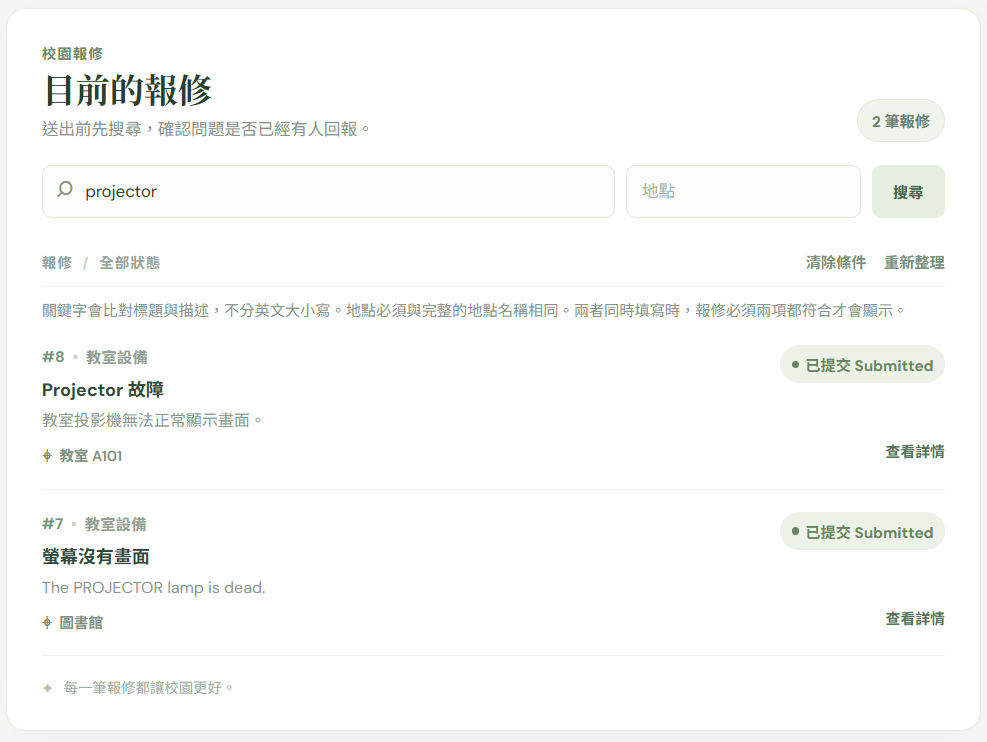 校園報修
目前的報修
送出前先搜尋，確認問題是否已經有人回報。
2 筆報修
projector
地點
搜尋
報修 / 全部狀態
清除條件 重新整理
關鍵字會比對標題與描述，不分英文大小寫。地點必須與完整的地點名稱相同。兩者同時填寫時，報修必須兩項都符合才會顯示。
#8 • 教室設備
已提交 Submitted
Projector 故障
教室投影機無法正常顯示畫面。
教室 A101
查看詳情
#7 • 教室設備
已提交 Submitted
螢幕沒有畫面
The PROJECTOR lamp is dead.
圖書館
查看詳情
每一筆報修都讓校園更好。